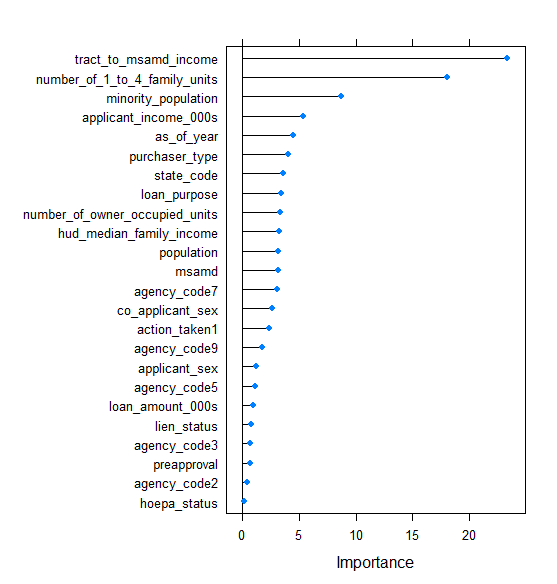 tract_to_msamd_income
number_of_1_to_4_family_units
minority_population
applicant_income_000s
as_of_year
purchaser_type
state_code
loan_purpose
number_of_owner_occupied_units
hud_median_family_income
population
msamd
agency_code7
co_applicant_sex
action_taken1
agency_code9
applicant_sex
agency_code5
loan_amount_000s
lien_status
agency_code3
preapproval
agency_code2
hoepa_status
0 5 10 15 20
Importance